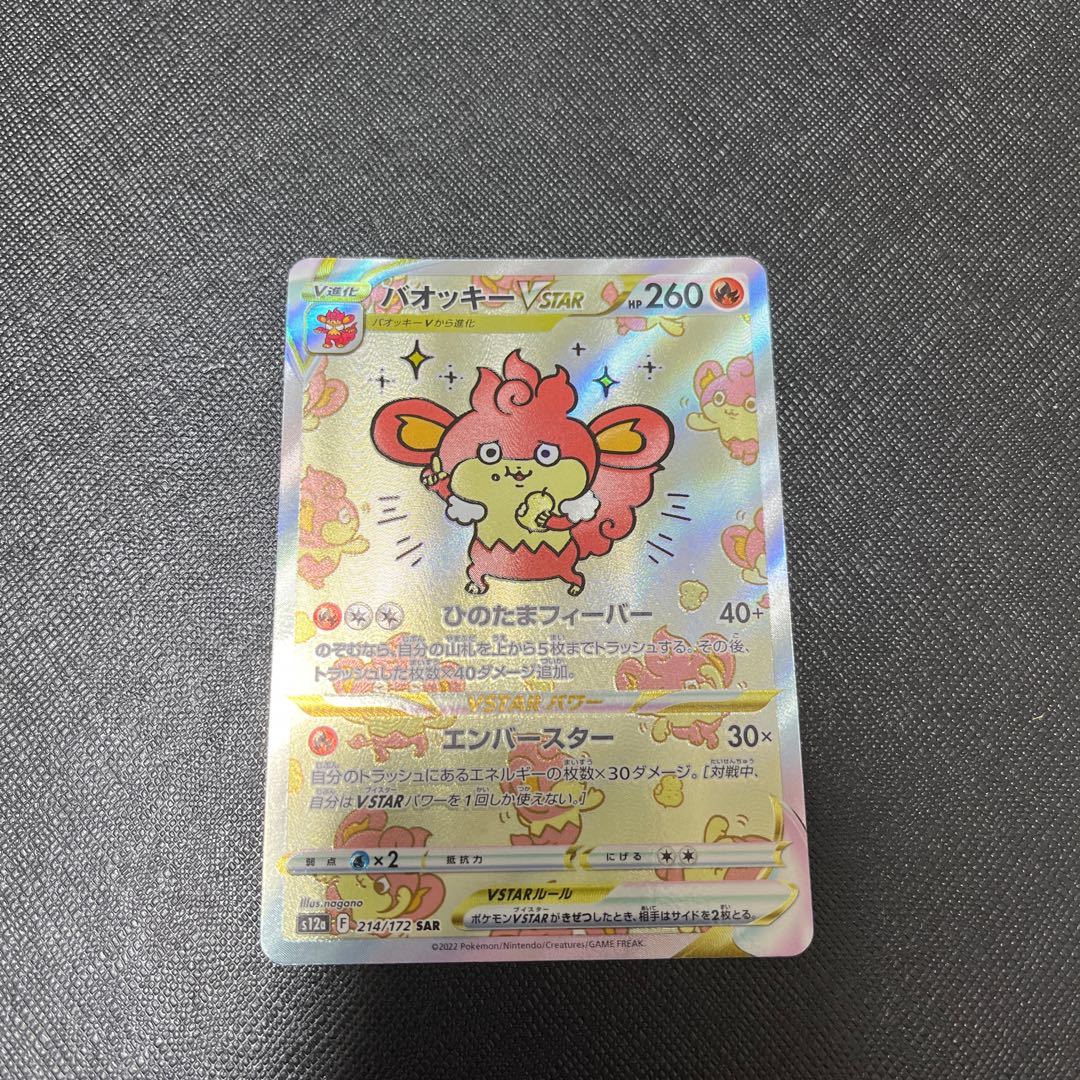 V進化
バオッキーVSTAR HP 260
バオッキーVから進化
ひのたまフィーバー 40+
のぞむなら、自分の山札を上から5枚までトラッシュする。その後、
トラッシュした枚数×40ダメージ追加。
VSTARパワー
エンバースター 30×
自分のトラッシュにあるエネルギーの枚数×30ダメージ。[対戦中、
自分はVSTARパワーを1回しか使えない。]
弱点 ×2 抵抗力 にげる
VSTARルール
ポケモンVSTARがきぜつしたとき、相手はサイドを2枚とる。
illus.nagano
s12a F 214/172 SAR
©2022 Pokémon/Nintendo/Creatures/GAME FREAK.